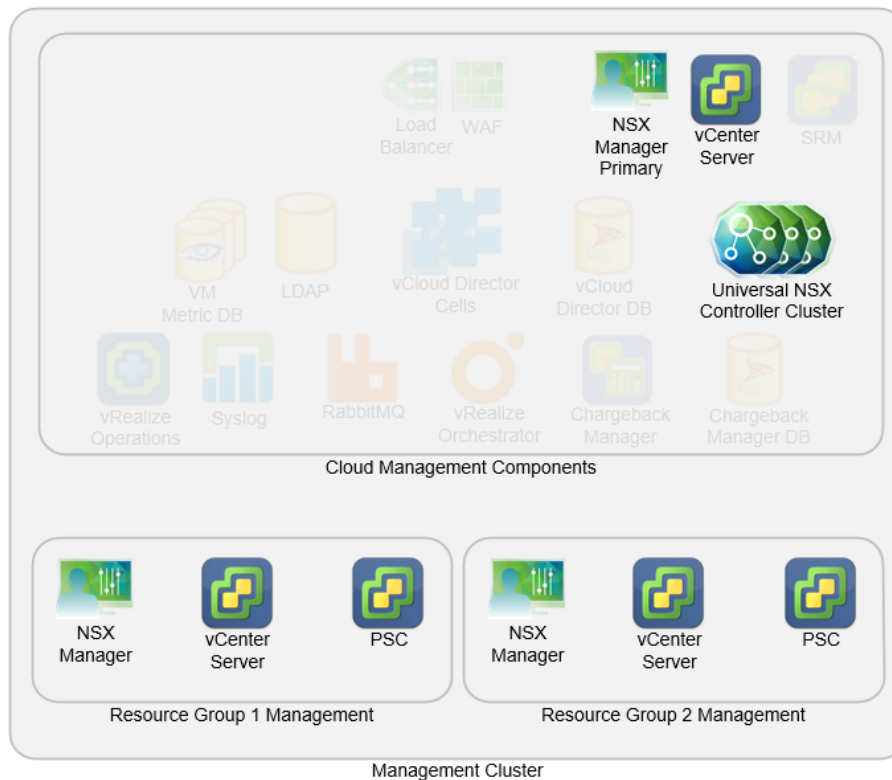 Load
Balancer
WAF
NSX
Manager
Primary
vCenter
Server
SRM
VM
Metric DB
LDAP
vCloud Director
Cells
vCloud
Director DB
Universal NSX
Controller Cluster
vRealize
Operations
Syslog
RabbitMQ
vRealize
Orchestrator
Chargeback
Manager
Chargeback
Manager DB
Cloud Management Components
NSX
Manager
vCenter
Server
PSC
Resource Group 1 Management
NSX
Manager
vCenter
Server
PSC
Resource Group 2 Management
Management Cluster